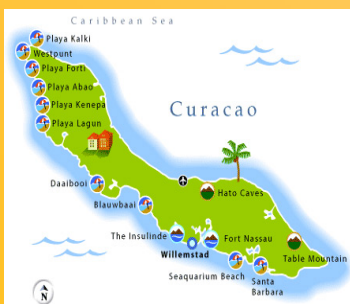 Caribbean Sea
Playa Kalki
Westount
Playa Forti
Playa Abao
Playa Kenepa
Curacao
Playa Lagun
Daaibooi
Hato Caves
Blauwbaai
The Insulinde
Fort Nassau
Willemstad
Table Mountain
Seaquarium Beach
Santa
Barbara
N